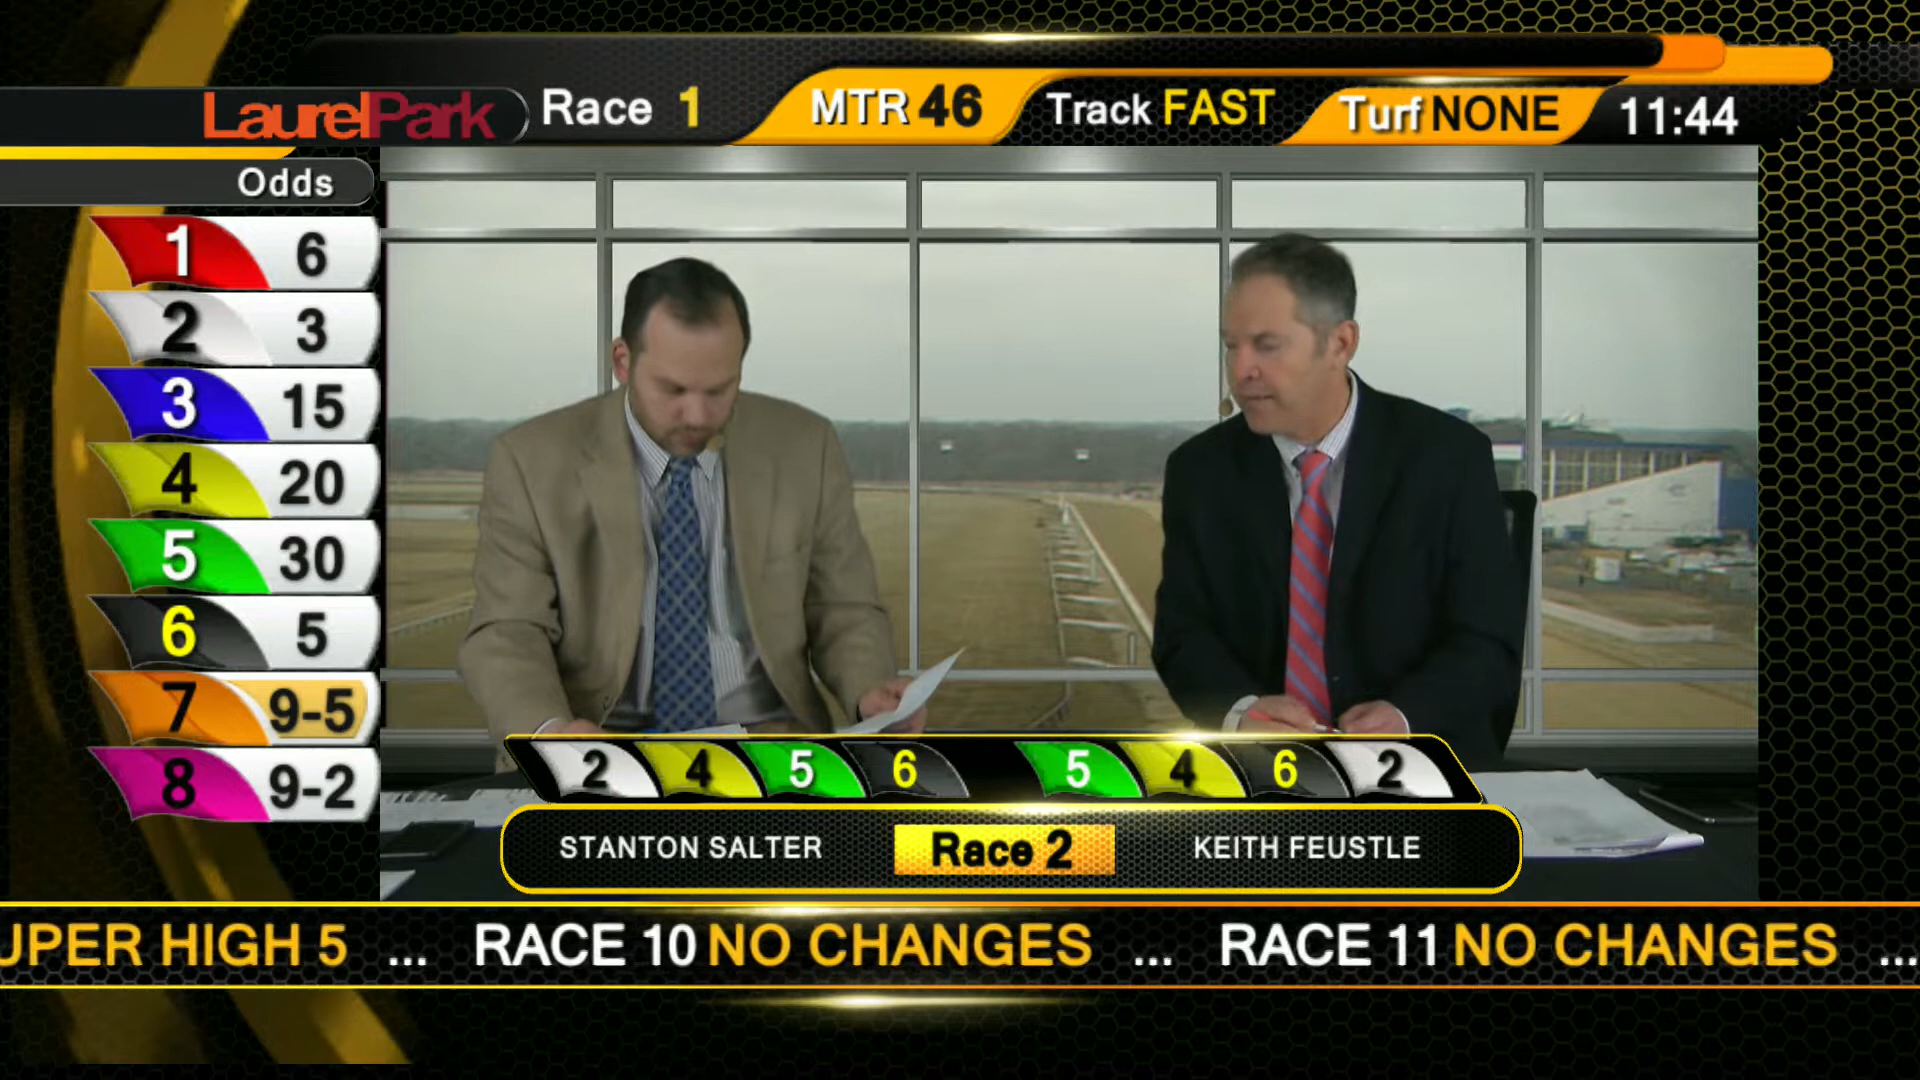 LaurelPark
Race 1
MTR 46
Track FAST
Turf NONE
11:44
Odds
1 6
2 3
3 15
4 20
5 30
6 5
7 9-5
8 9-2
2 4 5 6
5 4 6 2
STANTON SALTER
Race 2
KEITH FEUSTLE
UPER HIGH 5 ... RACE 10 NO CHANGES ... RACE 11 NO CHANGES ...